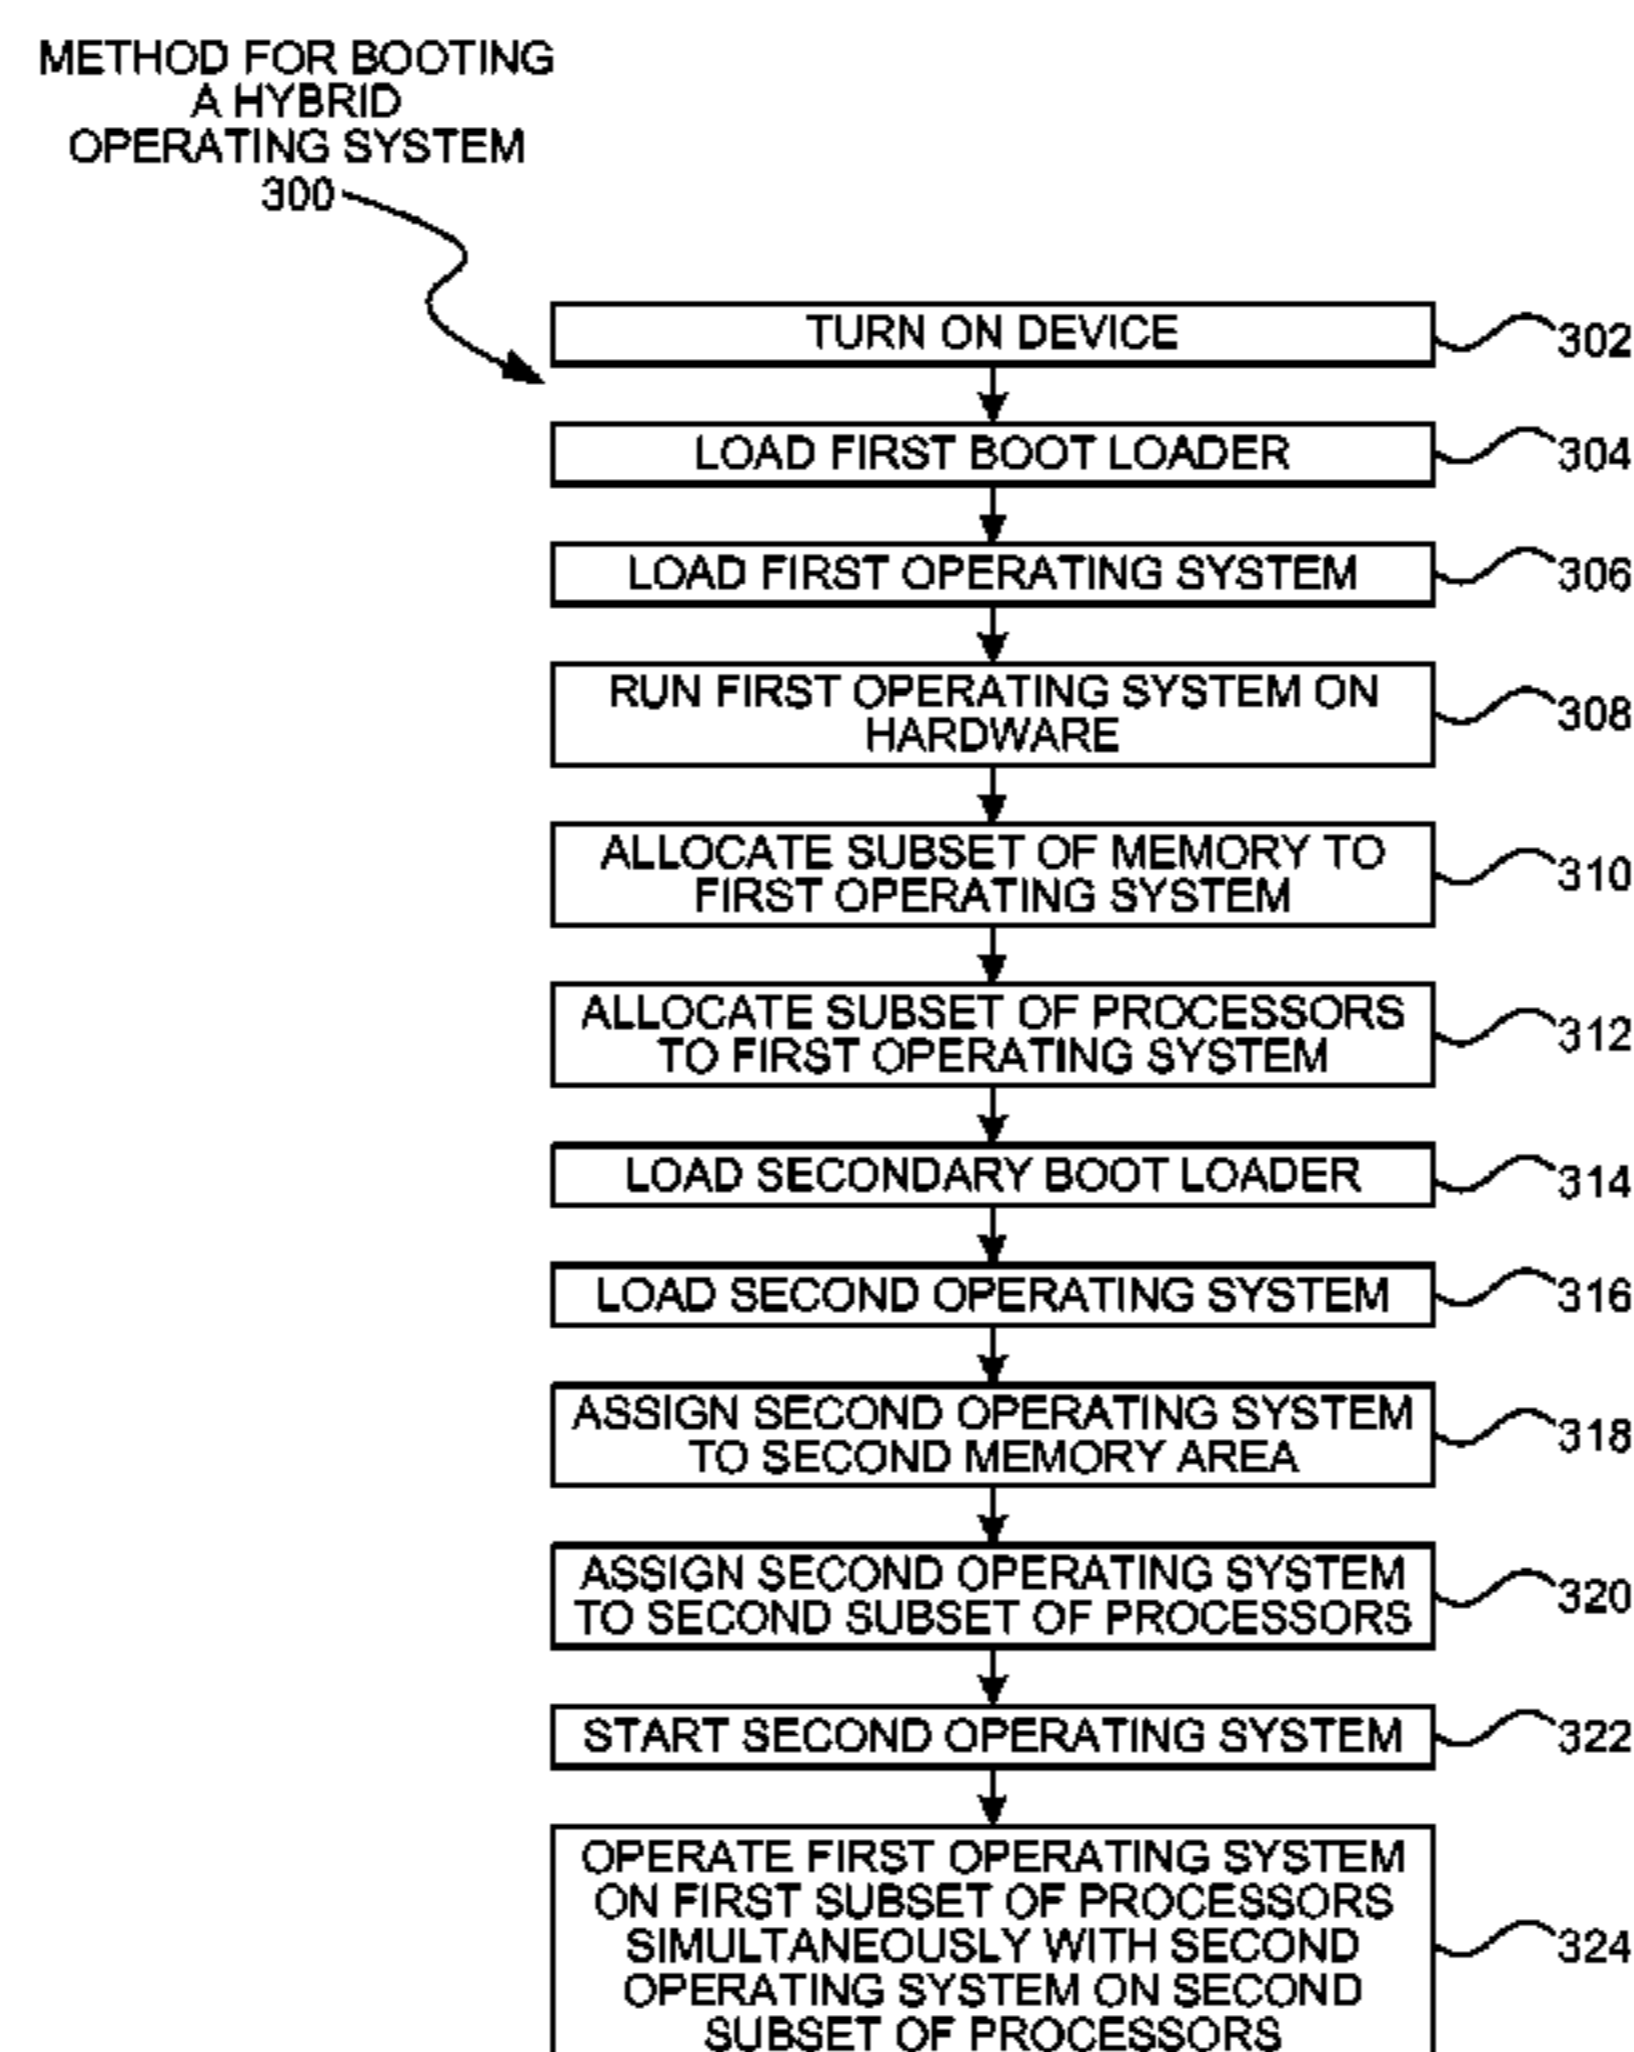 METHOD FOR BOOTING
A HYBRID
OPERATING SYSTEM
300
TURN ON DEVICE
302
LOAD FIRST BOOT LOADER
304
LOAD FIRST OPERATING SYSTEM
306
RUN FIRST OPERATING SYSTEM ON
HARDWARE
308
ALLOCATE SUBSET OF MEMORY TO
FIRST OPERATING SYSTEM
310
ALLOCATE SUBSET OF PROCESSORS
TO FIRST OPERATING SYSTEM
312
LOAD SECONDARY BOOT LOADER
314
LOAD SECOND OPERATING SYSTEM
316
ASSIGN SECOND OPERATING SYSTEM
TO SECOND MEMORY AREA
318
ASSIGN SECOND OPERATING SYSTEM
TO SECOND SUBSET OF PROCESSORS
320
START SECOND OPERATING SYSTEM
322
OPERATE FIRST OPERATING SYSTEM
ON FIRST SUBSET OF PROCESSORS
SIMULTANEOUSLY WITH SECOND
OPERATING SYSTEM ON SECOND
SUBSET OF PROCESSORS
324